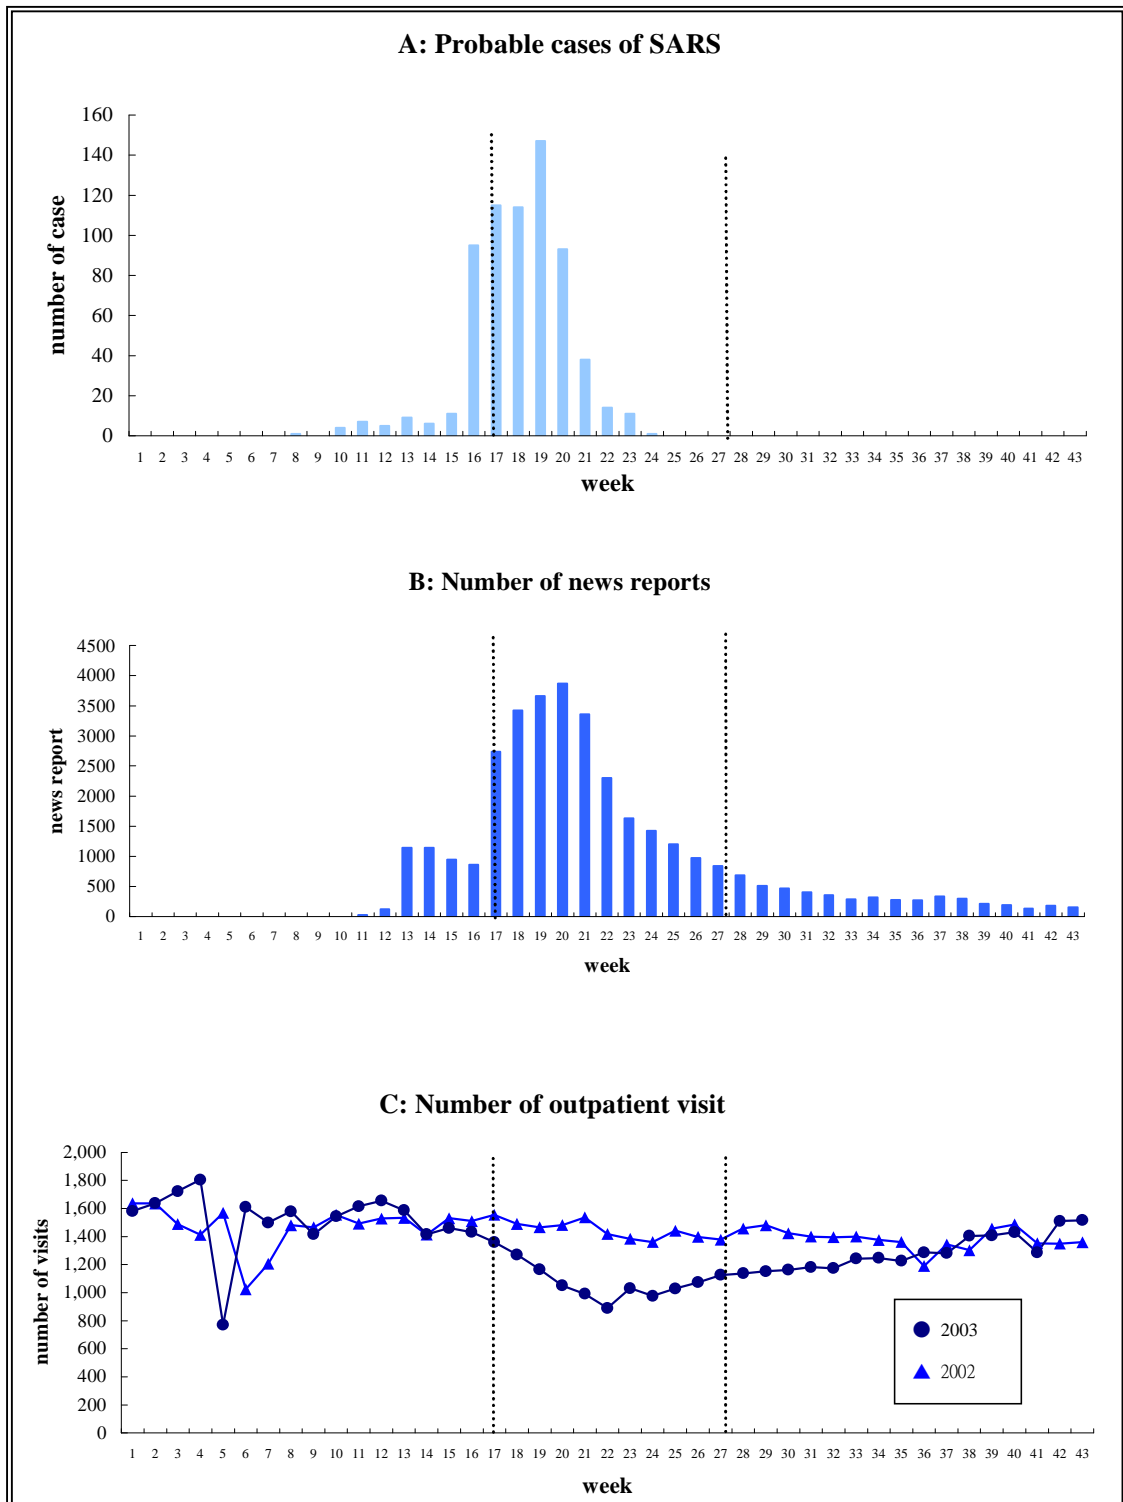 A: Probable cases of SARS
160
140
120
100
80
60
40
20
0
number of case
1 2 3 4 5 6 7 8 9 10 11 12 13 14 15 16 17 18 19 20 21 22 23 24 25 26 27 28 29 30 31 32 33 34 35 36 37 38 39 40 41 42 43
week
B: Number of news reports
4500
4000
3500
3000
2500
2000
1500
1000
500
0
news report
1 2 3 4 5 6 7 8 9 10 11 12 13 14 15 16 17 18 19 20 21 22 23 24 25 26 27 28 29 30 31 32 33 34 35 36 37 38 39 40 41 42 43
week
C: Number of outpatient visit
2,000
1,800
1,600
1,400
1,200
1,000
800
600
400
200
0
number of visits
2003
2002
1 2 3 4 5 6 7 8 9 10 11 12 13 14 15 16 17 18 19 20 21 22 23 24 25 26 27 28 29 30 31 32 33 34 35 36 37 38 39 40 41 42 43
week